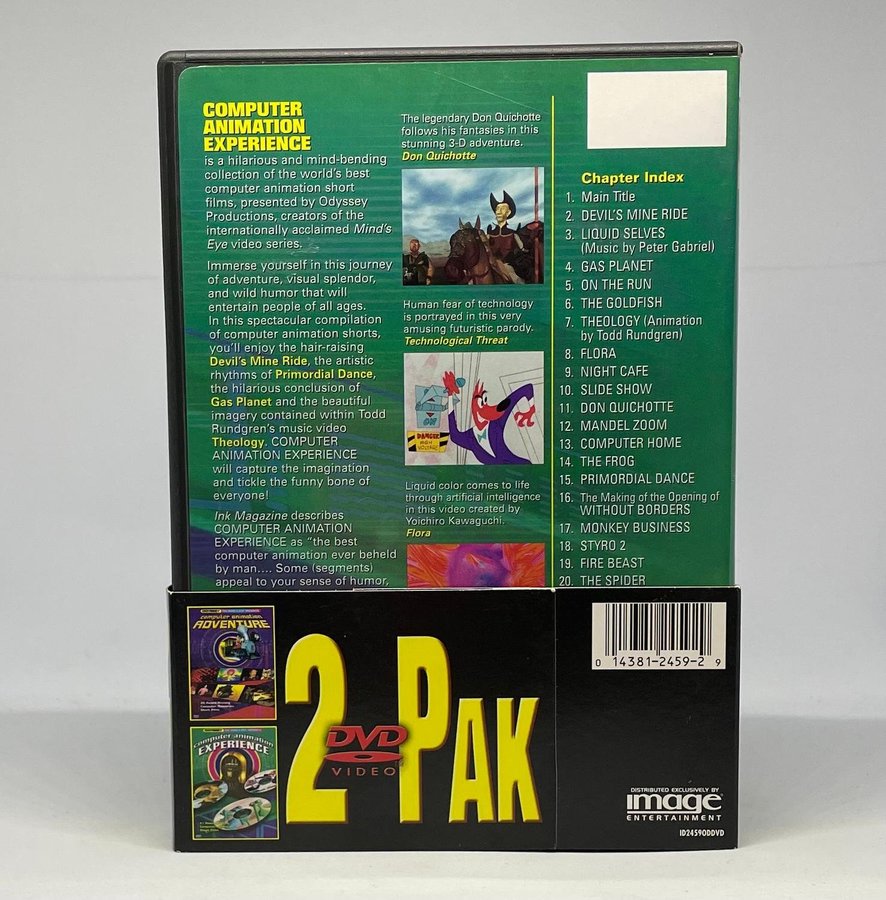 COMPUTER
ANIMATION
EXPERIENCE
is a hilarious and mind-bending
collection of the world's best
computer animation short
films, presented by Odyssey
Productions, creators of the
internationally acclaimed Mind's
Eye video series.
Immerse yourself in this journey
of adventure, visual splendor,
and wild humor that will
entertain people of all ages.
In this spectacular compilation
of computer animation shorts,
you'll enjoy the hair-raising
Devil's Mine Ride, the artistic
rhythms of Primordial Dance,
the hilarious conclusion of
Gas Planet and the beautiful
imagery contained within Todd
Rundgren's music video
Theology. COMPUTER
ANIMATION EXPERIENCE
will capture the imagination
and tickle the funny bone of
everyone!
Ink Magazine describes
COMPUTER ANIMATION
EXPERIENCE as "the best
computer animation ever beheld
by man.... Some (segments)
appeal to your sense of humor,
The legendary Don Quichotte
follows his fantasies in this
stunning 3-D adventure.
Don Quichotte
Human fear of technology
is portrayed in this very
amusing futuristic parody.
Technological Threat
ON
DANGER
HIGH
VOLTAGE
Liquid color comes to life
through artificial intelligence
in this video created by
Yoichiro Kawaguchi.
Flora
Chapter Index
1. Main Title
2. DEVIL'S MINE RIDE
3. LIQUID SELVES
(Music by Peter Gabriel)
4. GAS PLANET
5. ON THE RUN
6. THE GOLDFISH
7. THEOLOGY (Animation
by Todd Rundgren)
8. FLORA
9. NIGHT CAFE
10. SLIDE SHOW
11. DON QUICHOTTE
12. MANDEL ZOOM
13. COMPUTER HOME
14. THE FROG
15. PRIMORDIAL DANCE
16. The Making of the Opening of
WITHOUT BORDERS
17. MONKEY BUSINESS
18. STYRO 2
19. FIRE BEAST
20. THE SPIDER
computer animation
ADVENTURE
computer animation
EXPERIENCE
2 PAK
DVD
VIDEO
0 14381-2459-2 9
DISTRIBUTED EXCLUSIVELY BY
image
ENTERTAINMENT
ID2459ODDVD